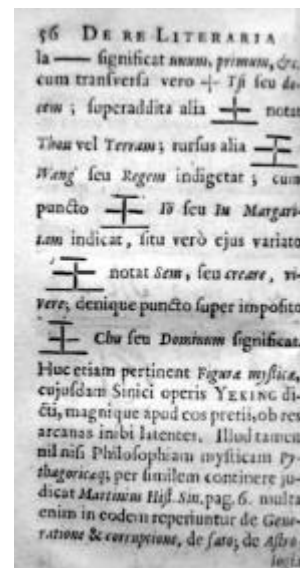 56 DE RE LITERARIA
la — significat unum, primum, &c.
cum transversa vero 十 Tsi seu de-
cem ; superaddita alia 土 notat
Thou vel Terram; rursus alia 王
Wang seu Regem indigetat ; cum
puncto 玉 Io seu Iu Margari-
tam indicat, situ verò ejus variato
生 notat Sem, seu creare, vi-
vere; denique puncto super imposito
主 Chu seu Dominum significat.
Huc etiam pertinent Figuræ mysticæ,
cujusdam Sinici operis YEKING di-
cti, magnique apud eos pretii, ob res
arcanas inibi latentes. Illud tamen
nil nisi Philosophiam mysticam Py-
thagoricæq; per similem continere ju-
dicat Martinius Hist. Sin. pag. 6. multa
enim in eodem reperiuntur de Gene-
ratione & corruptione, de fato; de Astro-